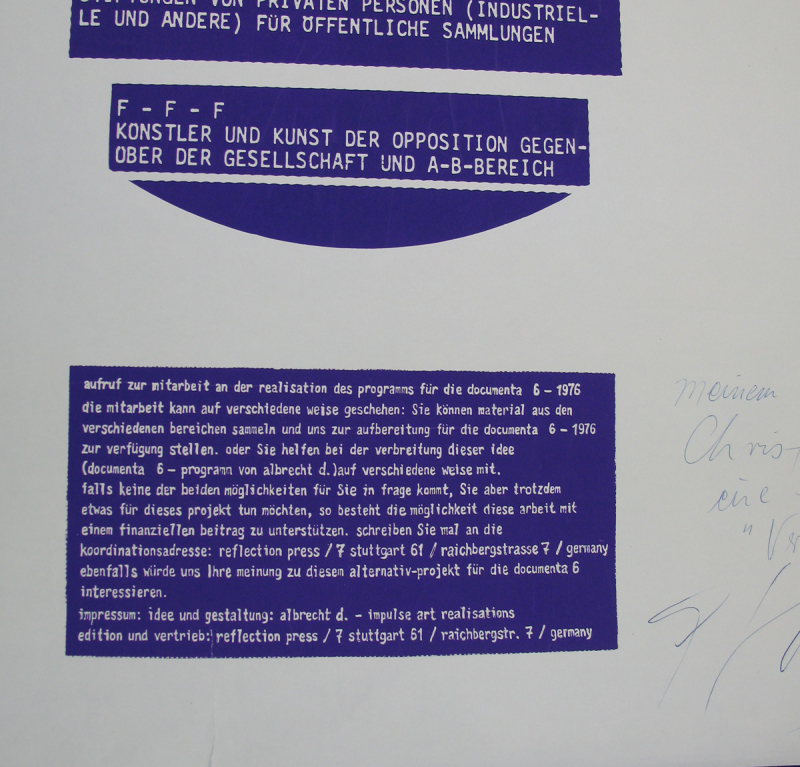 STIFTUNGEN VON PRIVATEN PERSONEN (INDUSTRIEL-
LE UND ANDERE) FÜR ÖFFENTLICHE SAMMLUNGEN
F - F - F
KÜNSTLER UND KUNST DER OPPOSITION GEGEN-
ÜBER DER GESELLSCHAFT UND A-B-BEREICH
aufruf zur mitarbeit an der realisation des programms für die documenta 6 - 1976
die mitarbeit kann auf verschiedene weise geschehen: Sie können material aus den
verschiedenen bereichen sammeln und uns zur aufbereitung für die documenta 6 - 1976
zur verfügung stellen. oder Sie helfen bei der verbreitung dieser idee
(documenta 6 - programm von albrecht d.)auf verschiedene weise mit.
falls keine der beiden möglichkeiten für Sie in frage kommt, Sie aber trotzdem
etwas für dieses projekt tun möchten, so besteht die möglichkeit diese arbeit mit
einem finanziellen beitrag zu unterstützen. schreiben Sie mal an die
koordinationsadresse: reflection press / 7 stuttgart 61 / raichbergstrasse 7 / germany
ebenfalls würde uns Ihre meinung zu diesem alternativ-projekt für die documenta 6
interessieren.
impressum: idee und gestaltung: albrecht d. - impulse art realisations
edition und vertrieb: reflection press / 7 stuttgart 61 / raichbergstr. 7 / germany
meinem
Chris
eine